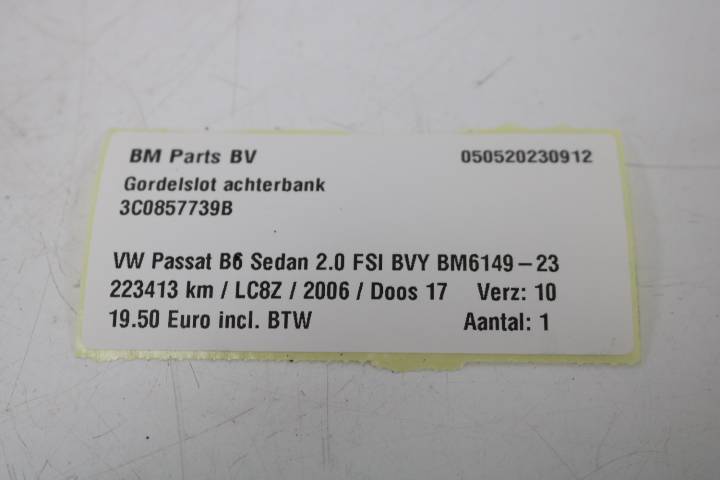 BM Parts BV 050520230912
Gordelslot achterbank
3C0857739B
VW Passat B6 Sedan 2.0 FSI BVY BM6149-23
223413 km / LC8Z / 2006 / Doos 17 Verz: 10
19.50 Euro incl. BTW Aantal: 1